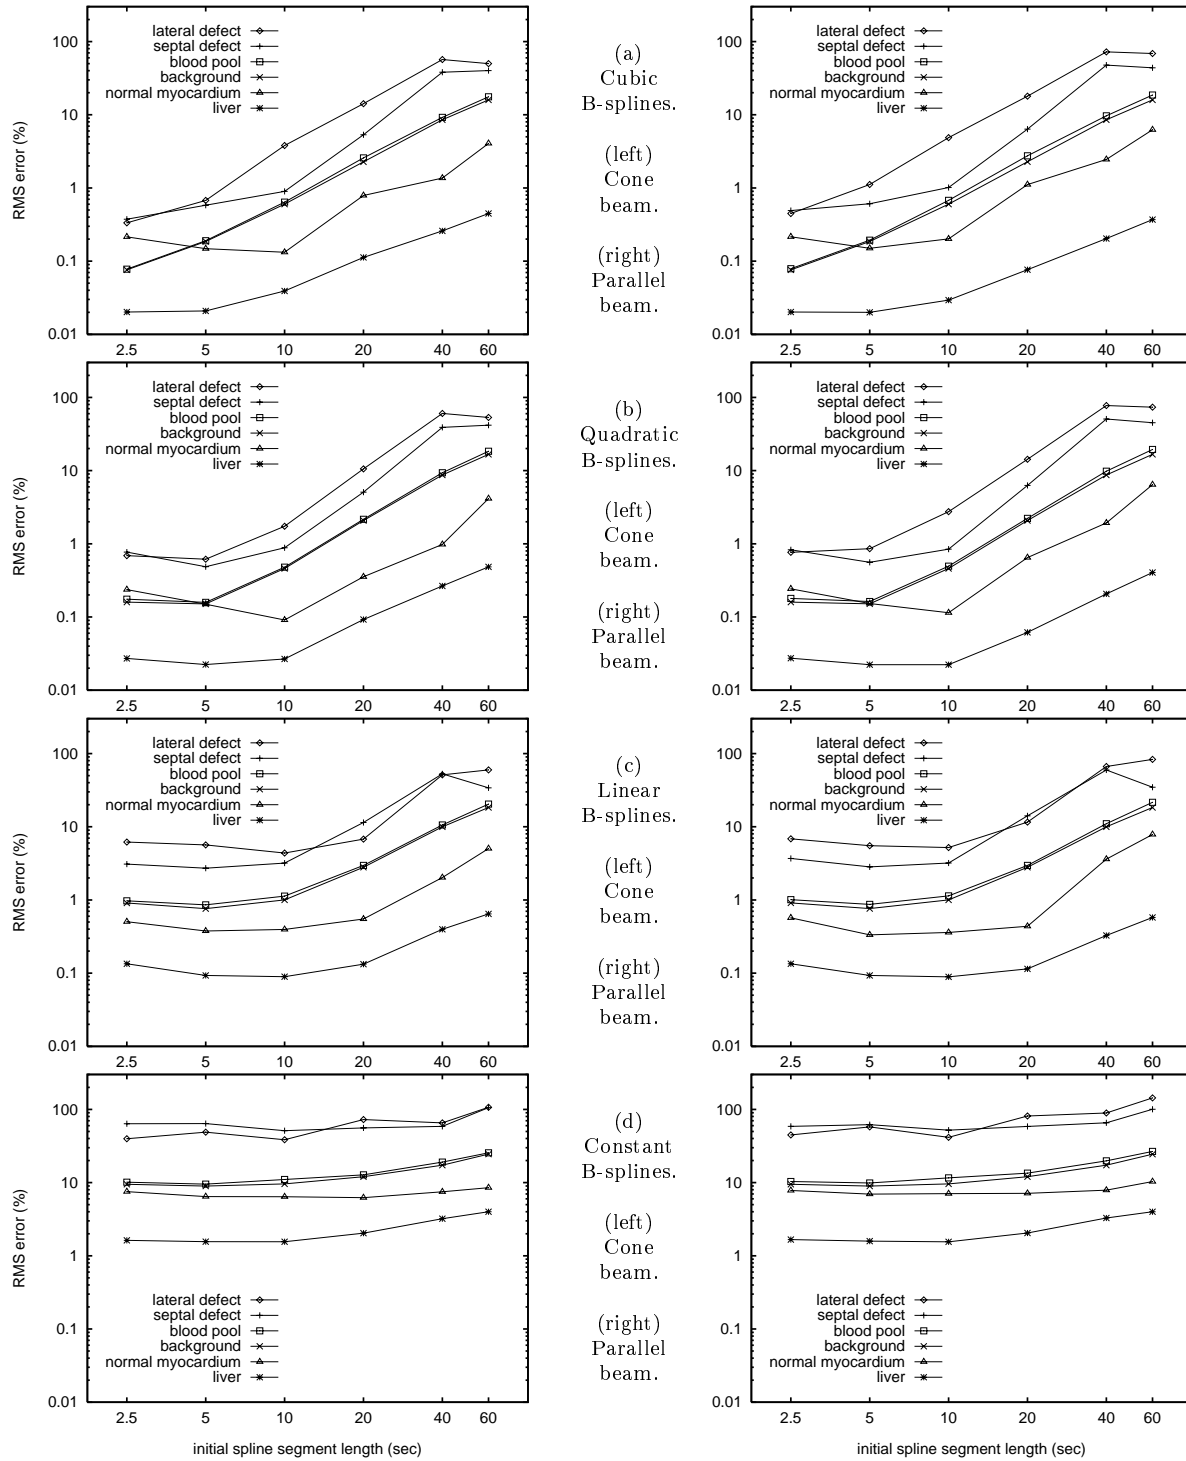 100
10
1
0.1
0.01
RMS error (%)
lateral defect
septal defect
blood pool
background
normal myocardium
liver
2.5 5 10 20 40 60
(a)
Cubic
B-splines.
(left)
Cone
beam.
(right)
Parallel
beam.
100
10
1
0.1
0.01
lateral defect
septal defect
blood pool
background
normal myocardium
liver
2.5 5 10 20 40 60
100
10
1
0.1
0.01
RMS error (%)
lateral defect
septal defect
blood pool
background
normal myocardium
liver
2.5 5 10 20 40 60
(b)
Quadratic
B-splines.
(left)
Cone
beam.
(right)
Parallel
beam.
100
10
1
0.1
0.01
lateral defect
septal defect
blood pool
background
normal myocardium
liver
2.5 5 10 20 40 60
100
10
1
0.1
0.01
RMS error (%)
lateral defect
septal defect
blood pool
background
normal myocardium
liver
2.5 5 10 20 40 60
(c)
Linear
B-splines.
(left)
Cone
beam.
(right)
Parallel
beam.
100
10
1
0.1
0.01
lateral defect
septal defect
blood pool
background
normal myocardium
liver
2.5 5 10 20 40 60
100
10
1
0.1
0.01
RMS error (%)
lateral defect
septal defect
blood pool
background
normal myocardium
liver
2.5 5 10 20 40 60
initial spline segment length (sec)
(d)
Constant
B-splines.
(left)
Cone
beam.
(right)
Parallel
beam.
100
10
1
0.1
0.01
lateral defect
septal defect
blood pool
background
normal myocardium
liver
2.5 5 10 20 40 60
initial spline segment length (sec)